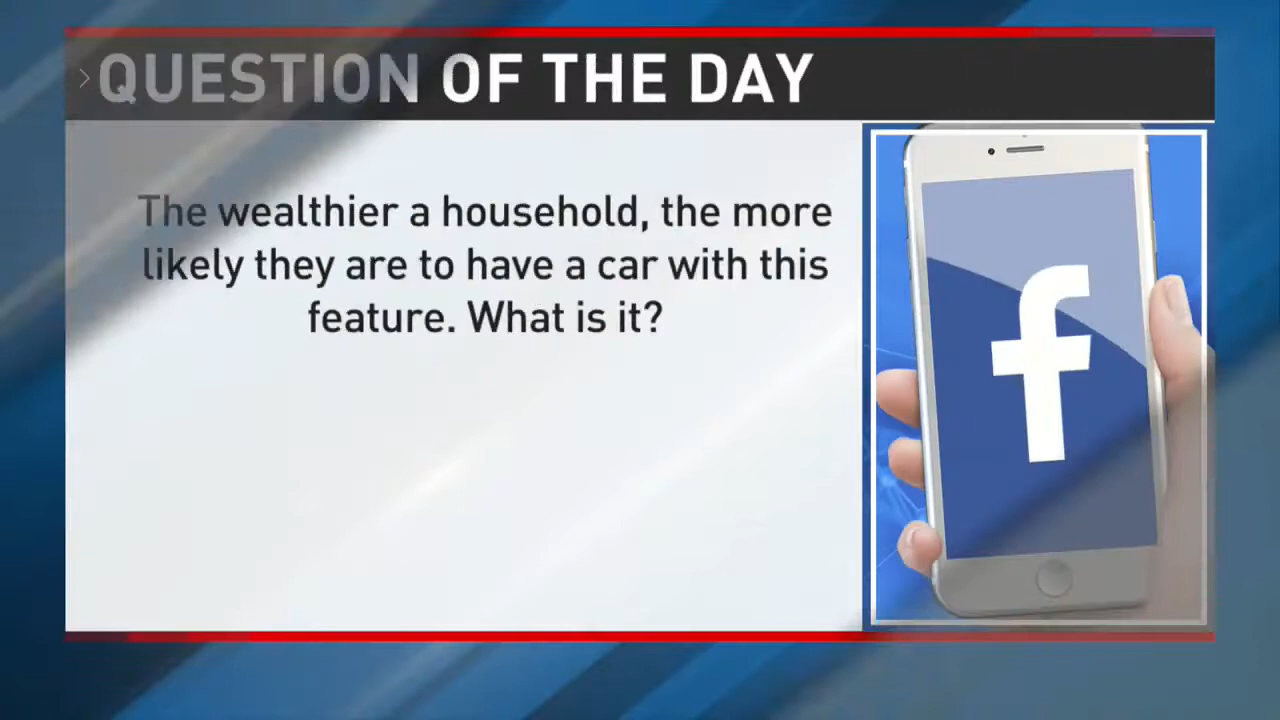 QUESTION OF THE DAY
The wealthier a household, the more
likely they are to have a car with this
feature. What is it?
f